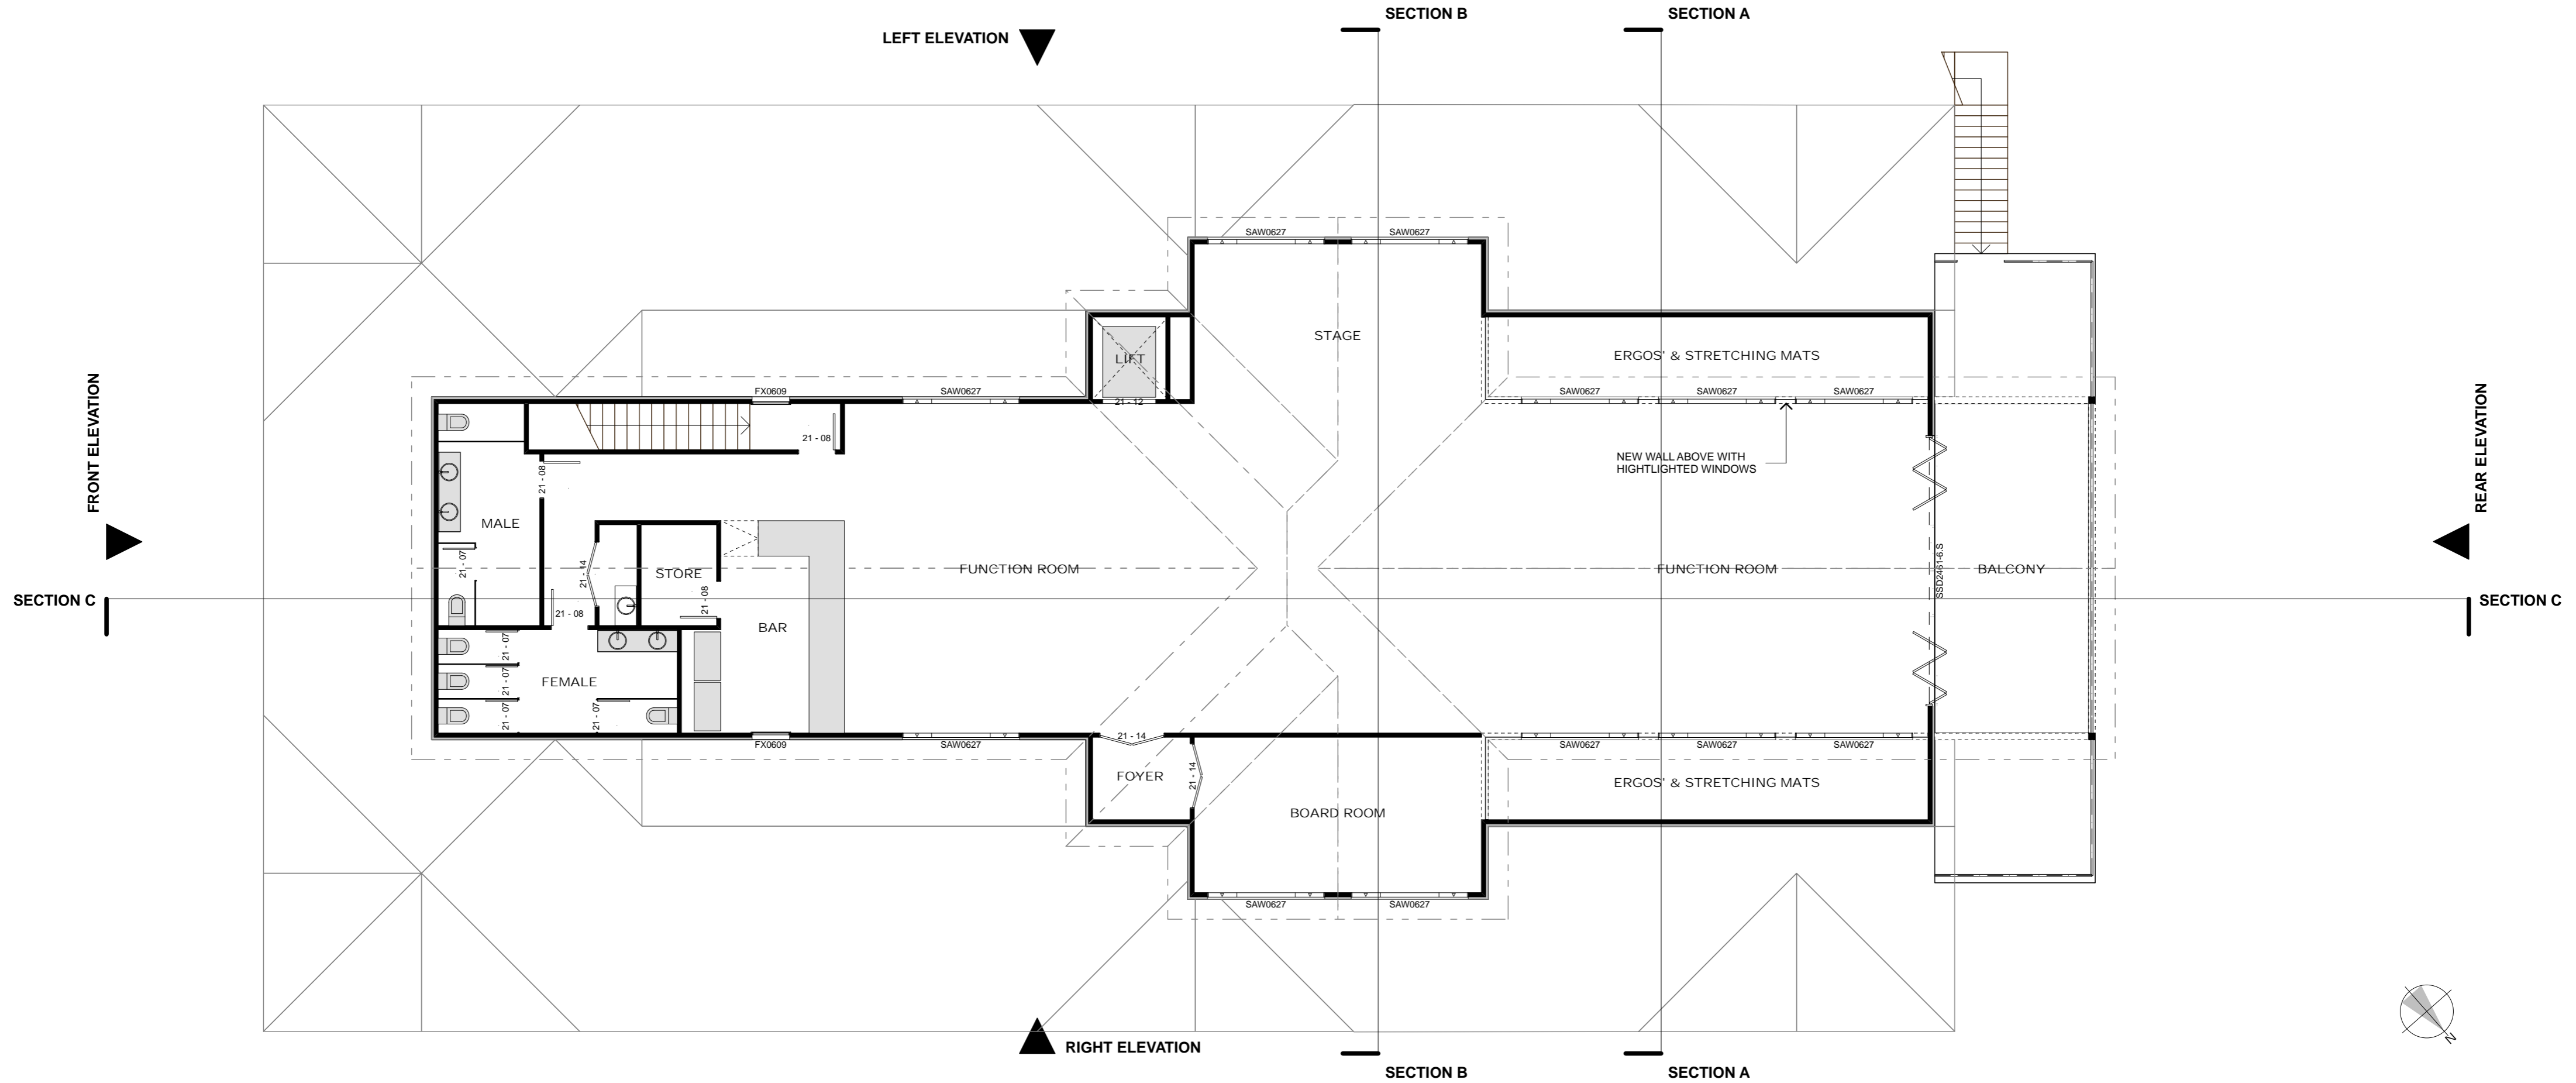 SECTION B
SECTION A
LEFT ELEVATION
SAW0627
SAW0627
STAGE
LIFT
21 - 12
ERGOS' & STRETCHING MATS
FX0609
SAW0627
SAW0627
SAW0627
SAW0627
FRONT ELEVATION
REAR ELEVATION
21 - 08
NEW WALL ABOVE WITH
HIGHTLIGHTED WINDOWS
21 - 08
MALE
21 - 07
21 - 14
STORE
FUNCTION ROOM
FUNCTION ROOM
SSD2461-6.S
BALCONY
SECTION C
SECTION C
21 - 08
21 - 08
BAR
21 - 07
21 - 07
FEMALE
21 - 07
21 - 07
FX0609
SAW0627
21 - 14
FOYER
21 - 14
SAW0627
SAW0627
SAW0627
ERGOS' & STRETCHING MATS
BOARD ROOM
SAW0627
SAW0627
RIGHT ELEVATION
N
SECTION B
SECTION A